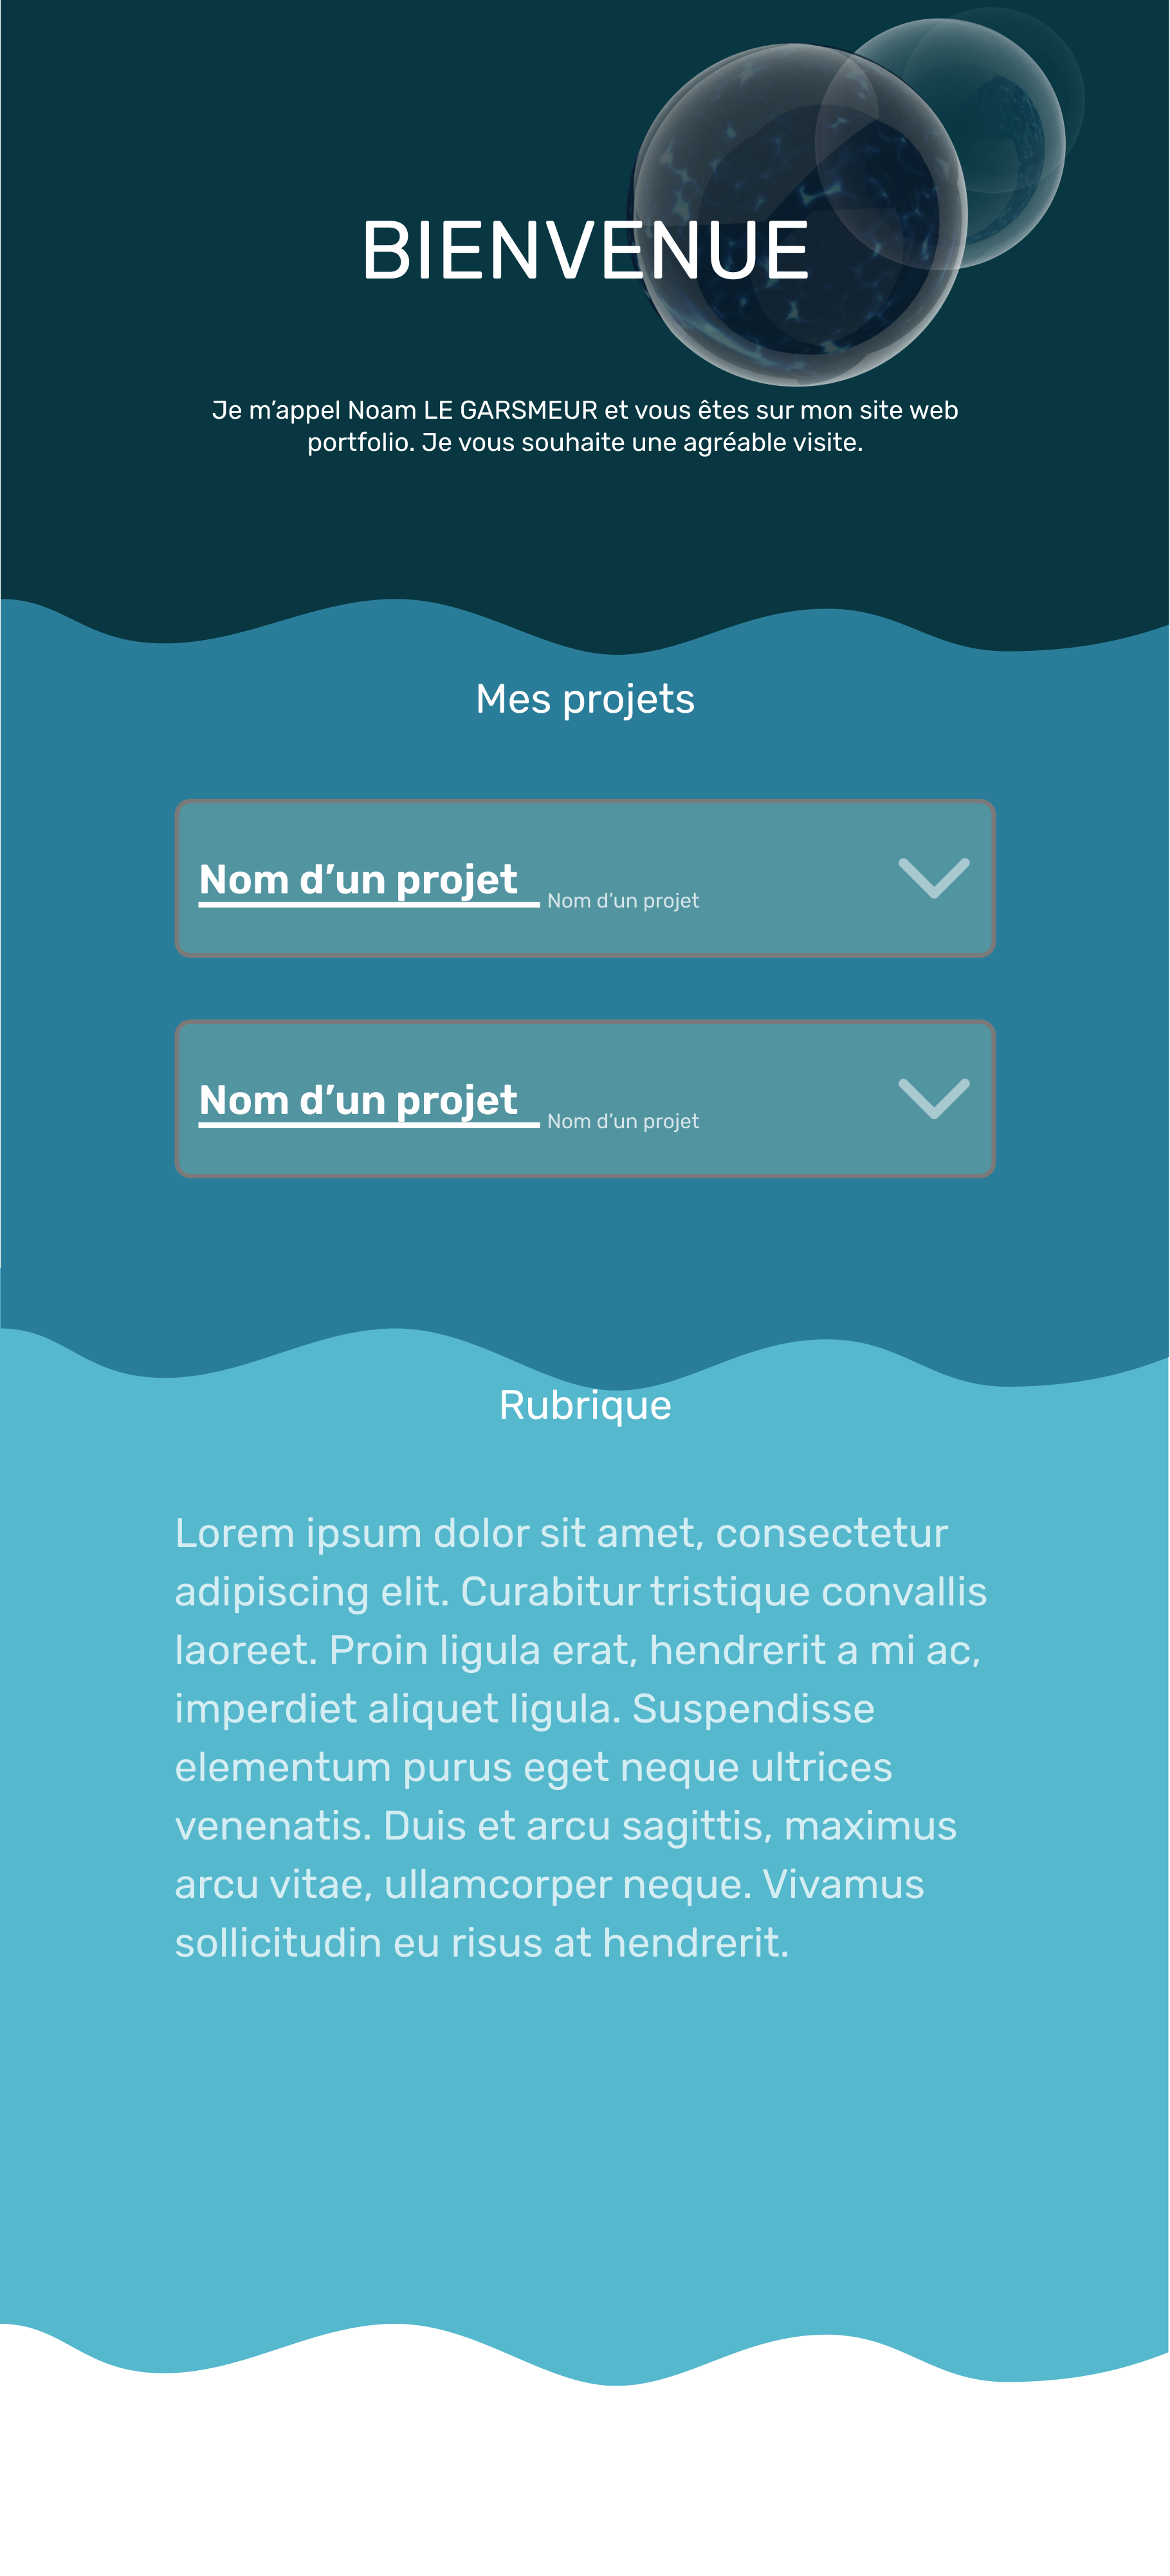 BIENVENUE
Je m’appel Noam LE GARSMEUR et vous êtes sur mon site web
portfolio. Je vous souhaite une agréable visite.
Mes projets
Nom d’un projet
Nom d’un projet
Nom d’un projet
Nom d’un projet
Rubrique
Lorem ipsum dolor sit amet, consectetur
adipiscing elit. Curabitur tristique convallis
laoreet. Proin ligula erat, hendrerit a mi ac,
imperdiet aliquet ligula. Suspendisse
elementum purus eget neque ultrices
venenatis. Duis et arcu sagittis, maximus
arcu vitae, ullamcorper neque. Vivamus
sollicitudin eu risus at hendrerit.